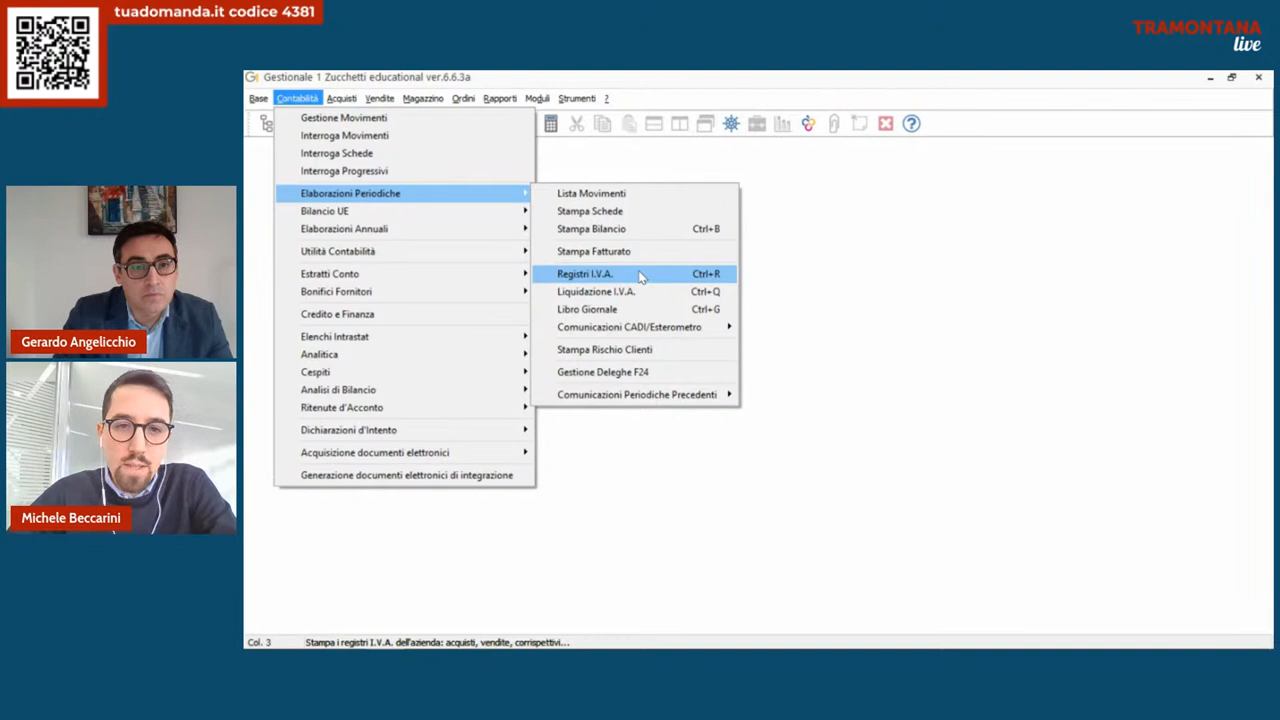 tuadomanda.it codice 4381
TRAMONTANA
live
Gestionale 1 Zucchetti educational ver.6.6.3a
Base Contabilità Acquisti Vendite Magazzino Ordini Rapporti Moduli Strumenti ?
Gestione Movimenti
Interroga Movimenti
Interroga Schede
Interroga Progressivi
Elaborazioni Periodiche
Bilancio UE
Elaborazioni Annuali
Utilità Contabilità
Estratti Conto
Bonifici Fornitori
Credito e Finanza
Elenchi Intrastat
Analitica
Cespiti
Analisi di Bilancio
Ritenute d'Acconto
Dichiarazioni d'Intento
Acquisizione documenti elettronici
Generazione documenti elettronici di integrazione
Lista Movimenti
Stampa Schede
Stampa Bilancio Ctrl+B
Stampa Fatturato
Registri I.V.A. Ctrl+R
Liquidazione I.V.A. Ctrl+Q
Libro Giornale Ctrl+G
Comunicazioni CADI/Esterometro
Stampa Rischio Clienti
Gestione Deleghe F24
Comunicazioni Periodiche Precedenti
Gerardo Angelicchio
Michele Beccarini
Col. 3 Stampa i registri I.V.A. dell'azienda: acquisti, vendite, corrispettivi...